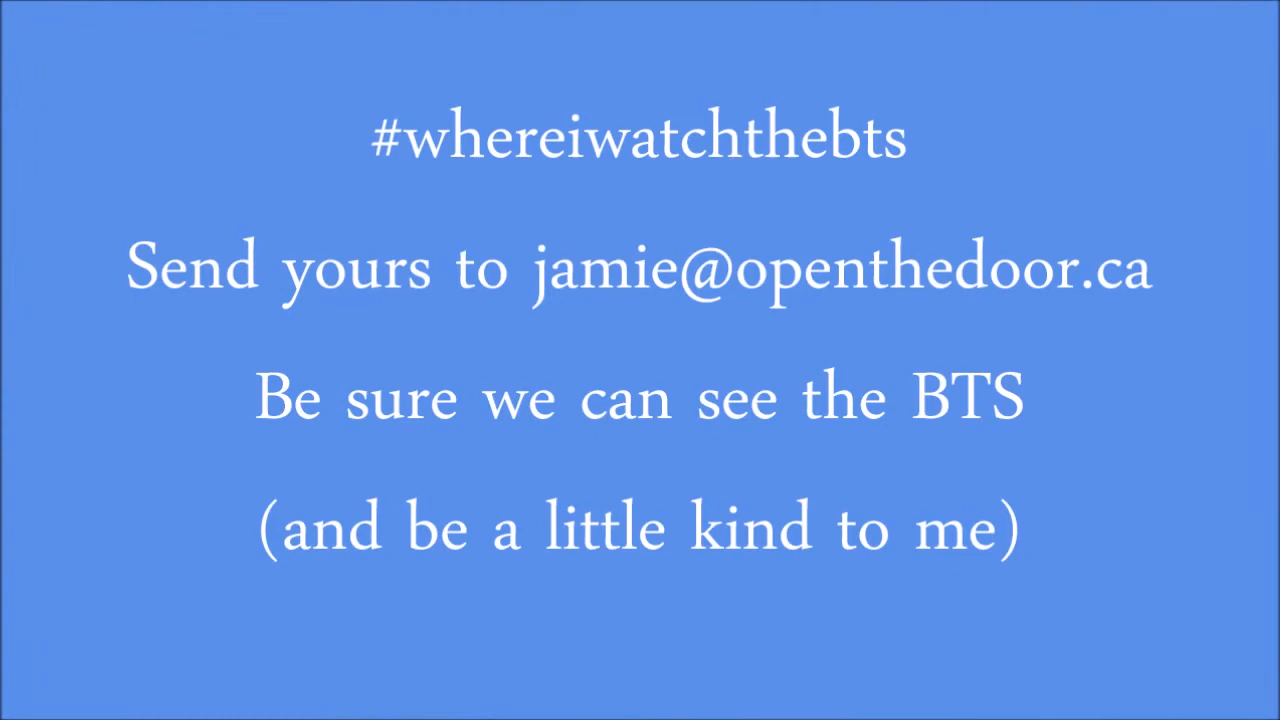 #whereiwatchthebts
Send yours to jamie@openthedoor.ca
Be sure we can see the BTS
(and be a little kind to me)